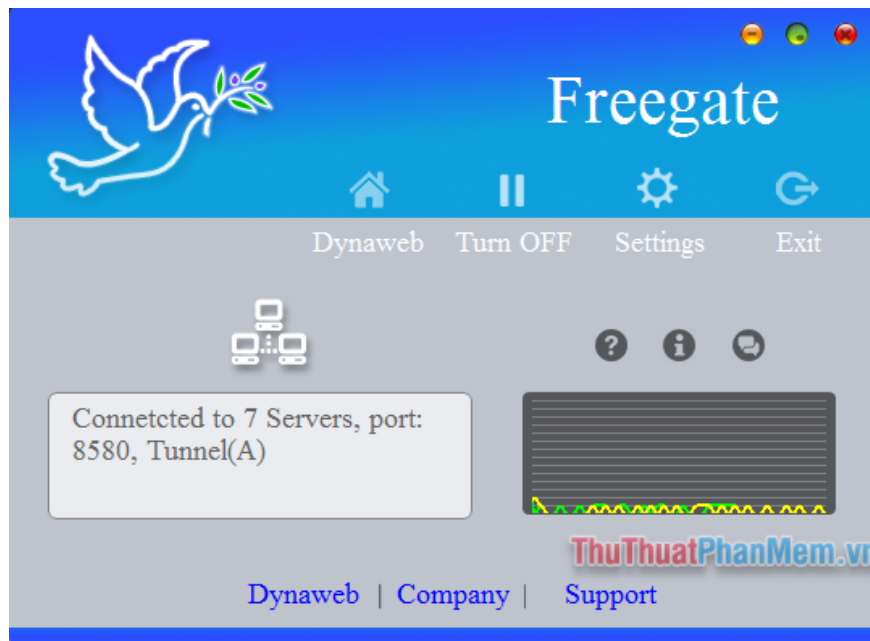 Freegate
Dynaweb Turn OFF Settings Exit
Connetcted to 7 Servers, port:
8580, Tunnel(A)
ThuThuatPhanMem.vn
Dynaweb | Company | Support